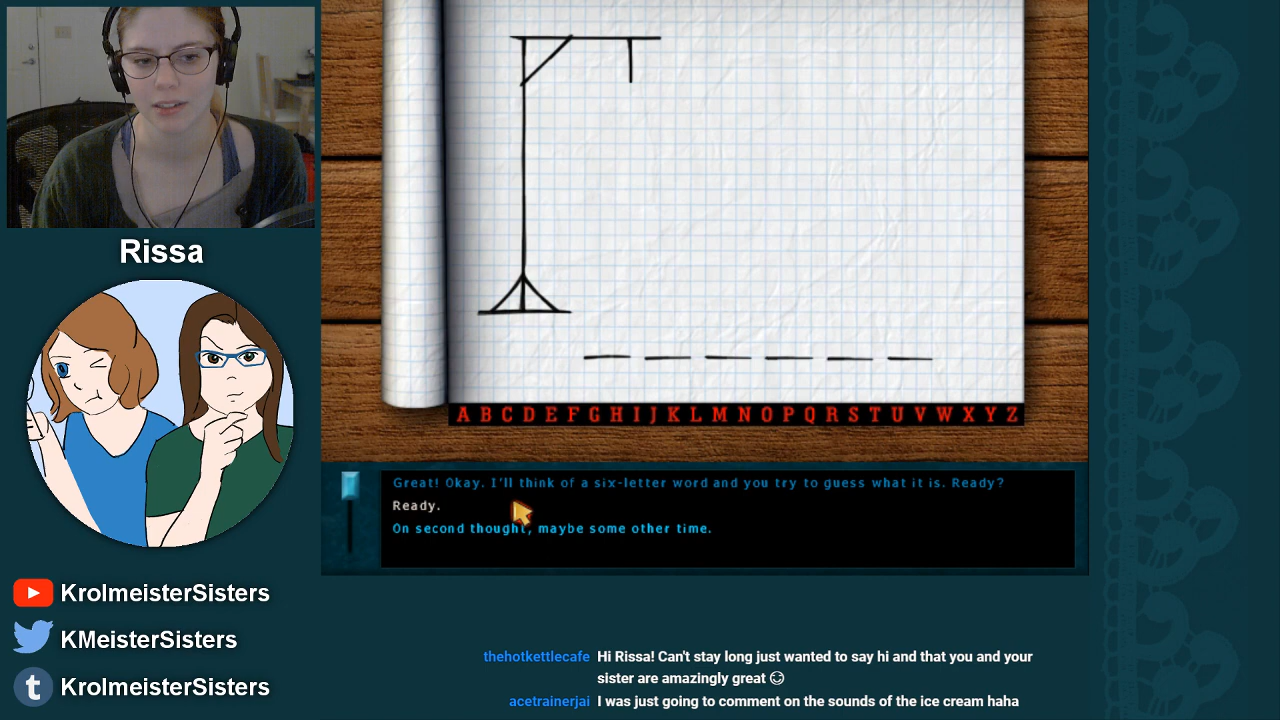 Rissa
KrolmeisterSisters
KMeisterSisters
KrolmeisterSisters
A B C D E F G H I J K L M N O P Q R S T U V W X Y Z
Great! Okay. I'll think of a six-letter word and you try to guess what it is. Ready?
Ready.
On second thought, maybe some other time.
thehotkettlecafe Hi Rissa! Can't stay long just wanted to say hi and that you and your
sister are amazingly great
acetrainerjai I was just going to comment on the sounds of the ice cream haha